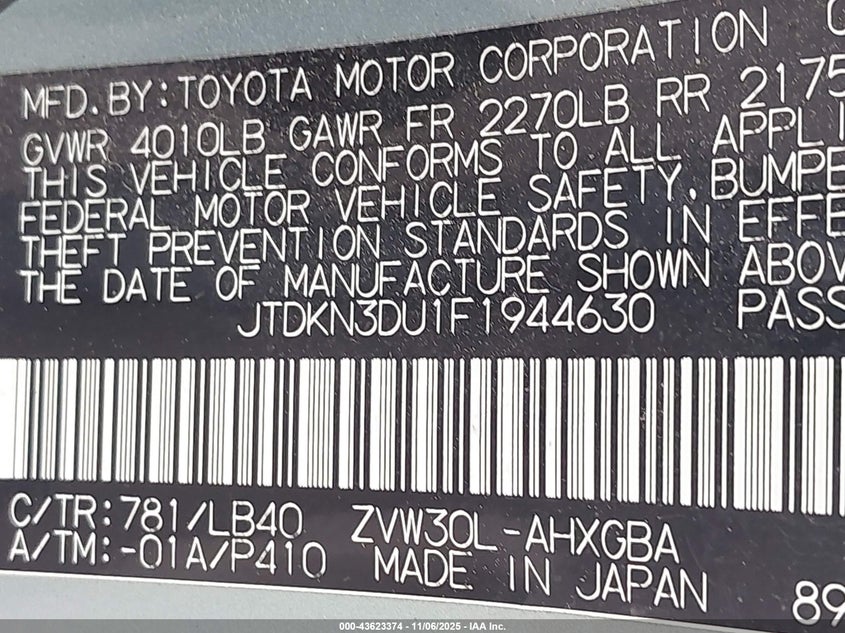 MFD.BY:TOYOTA MOTOR CORPORATION
GVWR 4010LB GAWR FR 2270LB RR 2175
THIS VEHICLE CONFORMS TO ALL APPLI
FEDERAL MOTOR VEHICLE SAFETY,BUMPE
THEFT PREVENTION STANDARDS IN EFFE
THE DATE OF MANUFACTURE SHOWN ABOV
JTDKN3DU1F1944630 PASS
C/TR:781/LB40 ZVW30L-AHXGBA
A/TM:-01A/P410 MADE IN JAPAN
89
000-43623374 - 11/06/2025 - IAA Inc.